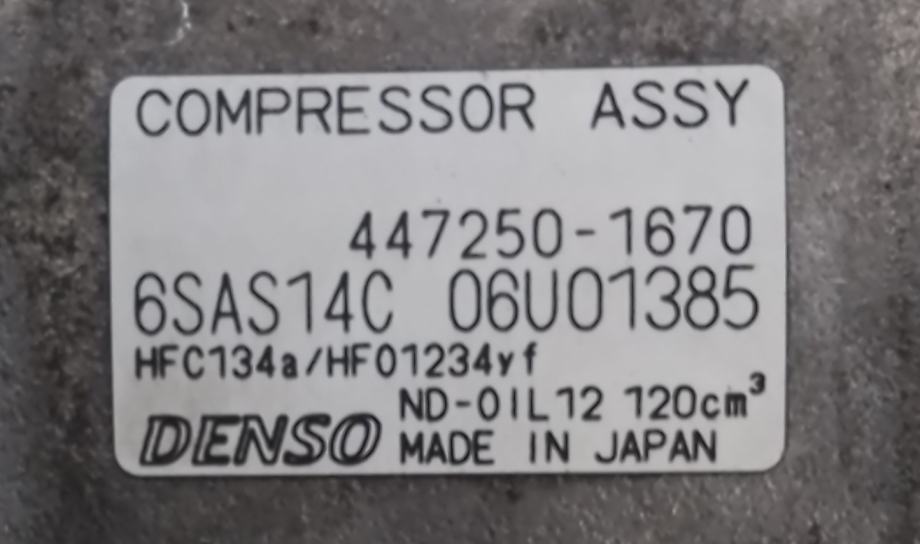 COMPRESSOR ASSY
447250-1670
6SAS14C 06U01385
HFC134a/HFO1234yf
ND-OIL12 120cm³
DENSO MADE IN JAPAN